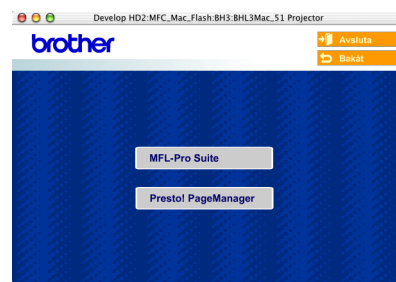 Develop HD2:MFC_Mac_Flash:BH3:BHL3Mac_51 Projector
brother
Avsluta
Bakåt
MFL-Pro Suite
Presto! PageManager